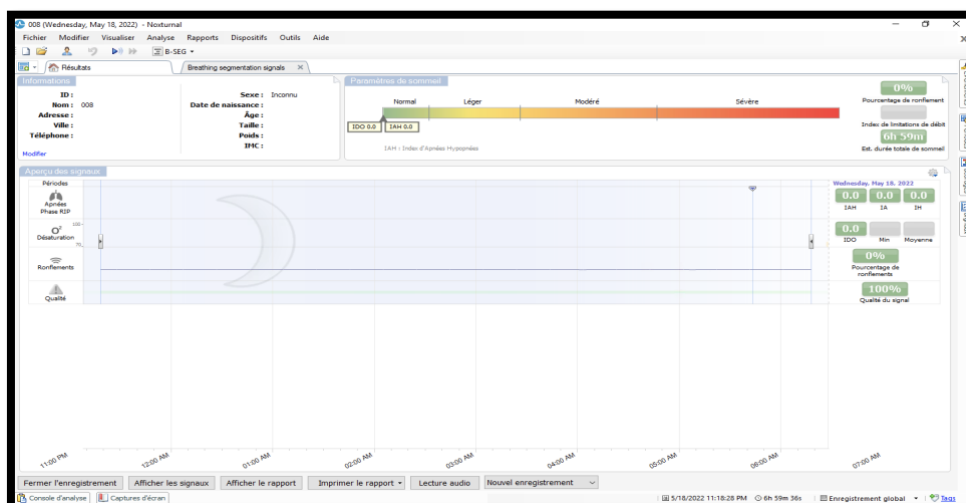 008 (Wednesday, May 18, 2022) - Noxturnal
Fichier Modifier Visualiser Analyse Rapports Dispositifs Outils Aide
B-SEG
Résultats Breathing segmentation signals
Informations
ID :
Nom : 008
Adresse :
Ville :
Téléphone :
Modifier
Sexe : Inconnu
Date de naissance :
Âge :
Taille :
Poids :
IMC :
Paramètres de sommeil
Normal Léger Modéré Sévère
IDO 0.0 IAH 0.0
IAH : Index d'Apnées Hypopnées
0%
Pourcentage de ronflement
Index de limitations de débit
6h 59m
Est. durée totale de sommeil
Aperçu des signaux
Périodes
Apnées
Phase RIP
O²
Désaturation
100
70
Ronflements
Qualité
Wednesday, May 18, 2022
0.0 0.0 0.0
IAH IA IH
0.0
IDO Min Moyenne
0%
Pourcentage de
ronflements
100%
Qualité du signal
11:00 PM 12:00 AM 01:00 AM 02:00 AM 03:00 AM 04:00 AM 05:00 AM 06:00 AM 07:00 AM
Fermer l'enregistrement Afficher les signaux Afficher le rapport Imprimer le rapport Lecture audio Nouvel enregistrement
Console d'analyse Captures d'écran 5/18/2022 11:18:28 PM 6h 59m 36s Enregistrement global Tags